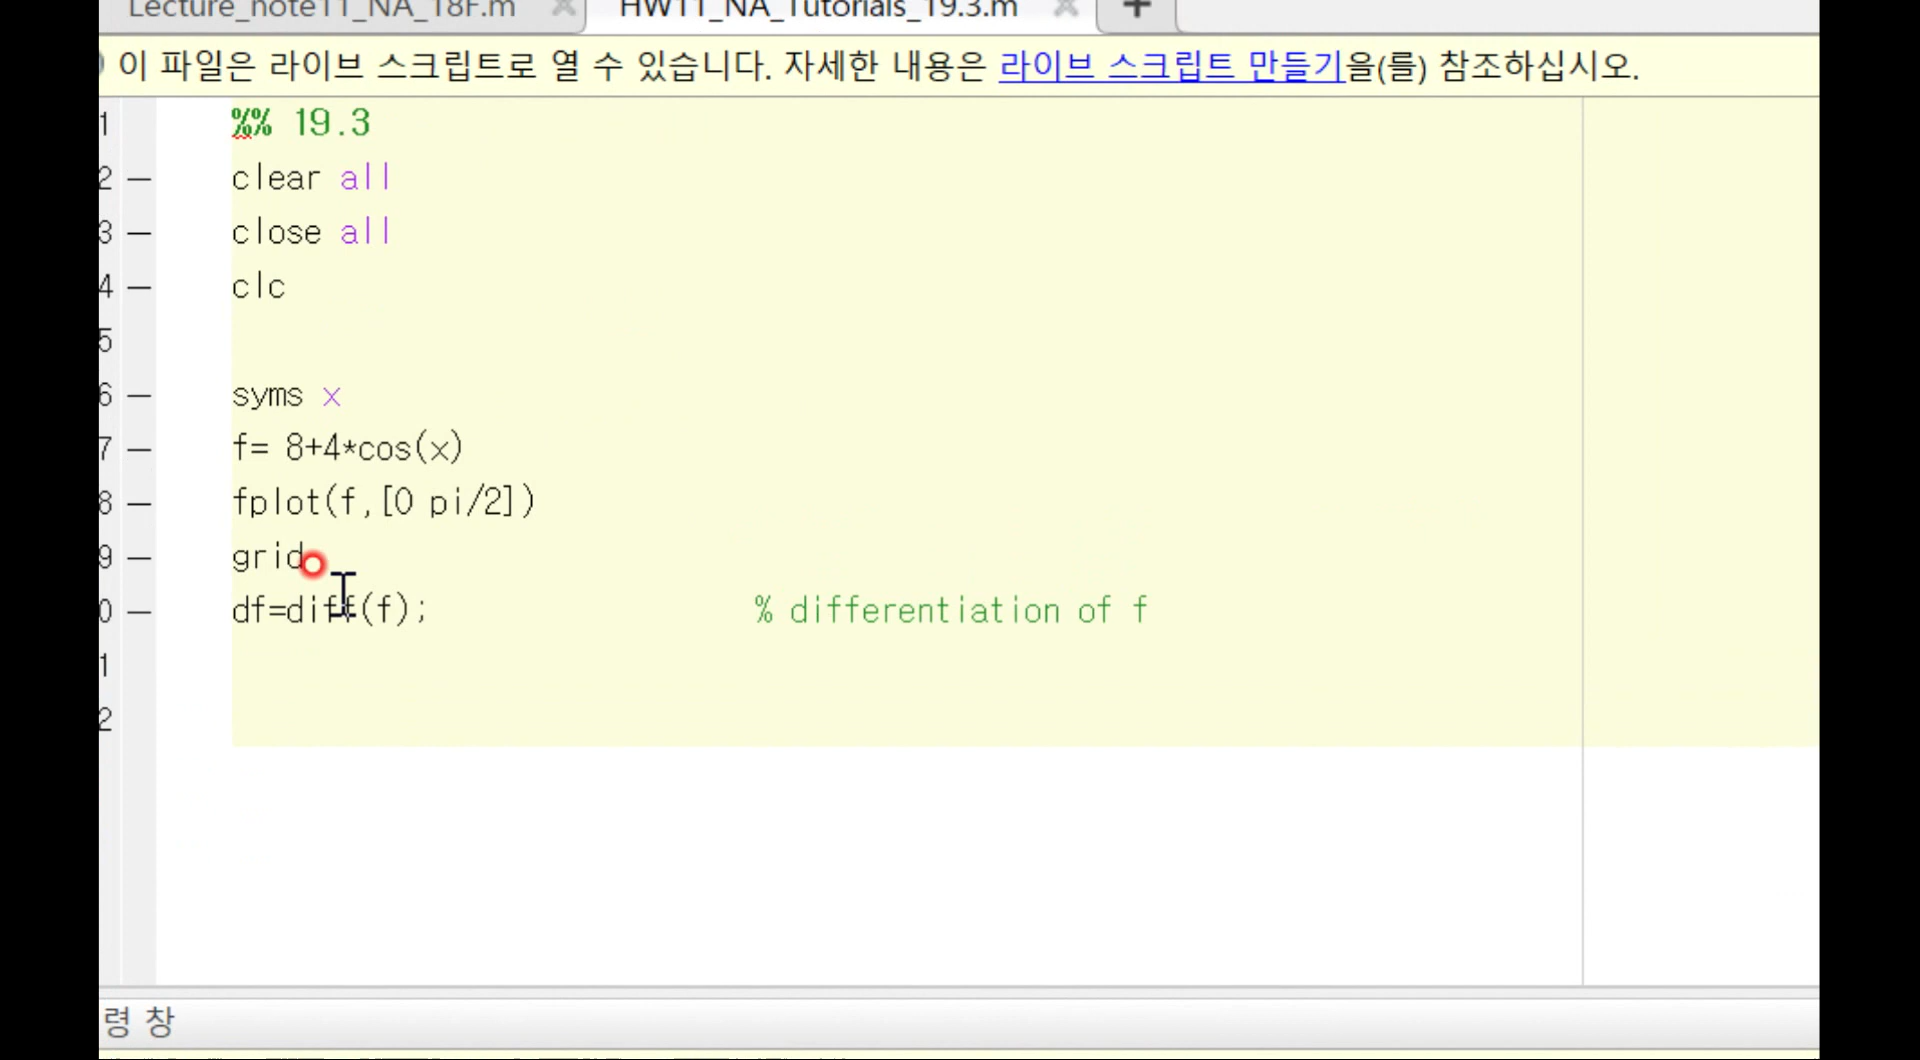 Lecture_note11_NA_18F.m HW11_NA_Tutorials_19.3.m +
이 파일은 라이브 스크립트로 열 수 있습니다. 자세한 내용은 라이브 스크립트 만들기을(를) 참조하십시오.
1 %% 19.3
2 — clear all
3 — close all
4 — clc
5
6 — syms x
7 — f= 8+4*cos(x)
8 — fplot(f,[0 pi/2])
9 — grid
0 — df=diff(f); % differentiation of f
1
2
령 창